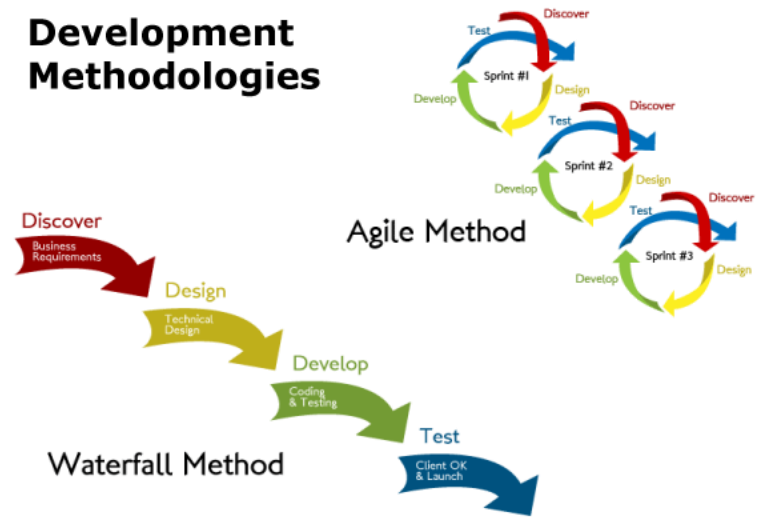 Development
Methodologies
Discover
Test
Sprint #1
Design
Develop
Discover
Test
Sprint #2
Design
Develop
Discover
Test
Sprint #3
Design
Develop
Agile Method
Discover
Business
Requirements
Design
Technical
Design
Develop
Coding
& Testing
Test
Client OK
& Launch
Waterfall Method